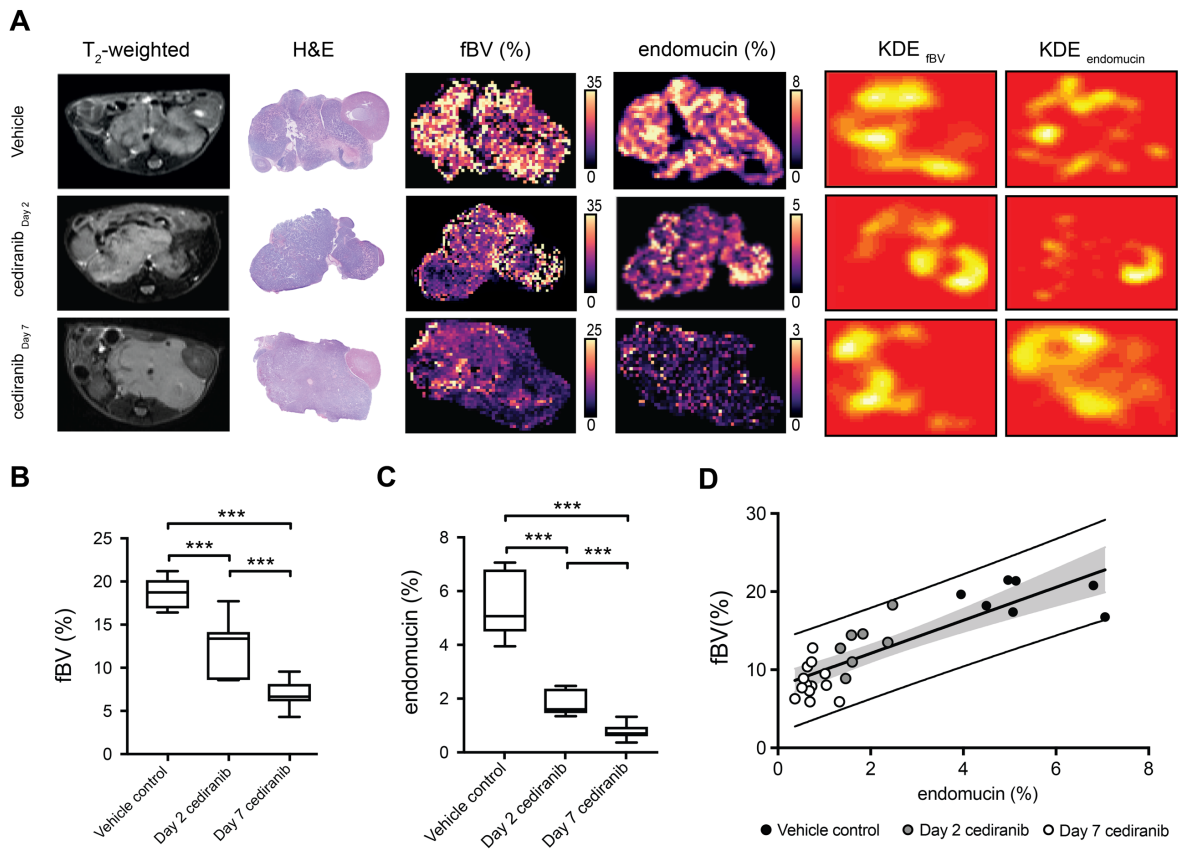 A
T2-weighted H&E fBV (%) endomucin (%) KDE fBV KDE endomucin
Vehicle
35
0
8
0
cediranib Day 2
35
0
5
0
cediranib Day 7
25
0
3
0
B
fBV (%)
25
20
15
10
5
0
***
***
***
Vehicle control
Day 2 cediranib
Day 7 cediranib
C
endomucin (%)
8
6
4
2
0
***
***
***
Vehicle control
Day 2 cediranib
Day 7 cediranib
D
fBV(%)
30
20
10
0
0 2 4 6 8
endomucin (%)
Vehicle control Day 2 cediranib Day 7 cediranib